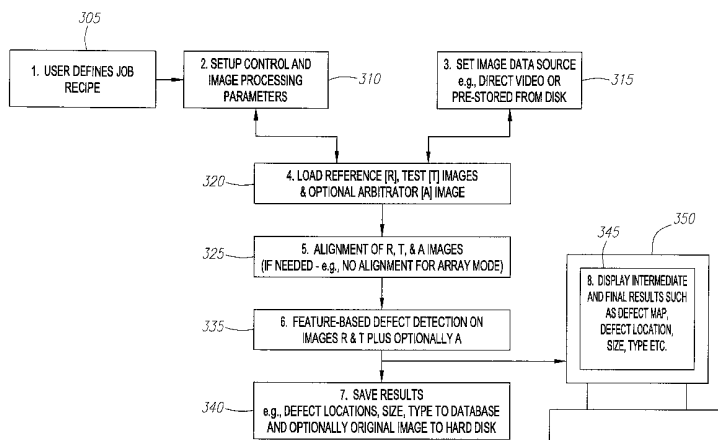 305
1. USER DEFINES JOB
RECIPE
2. SETUP CONTROL AND
IMAGE PROCESSING
PARAMETERS
310
3. SET IMAGE DATA SOURCE
e.g., DIRECT VIDEO OR
PRE-STORED FROM DISK
315
320
4. LOAD REFERENCE [R], TEST [T] IMAGES
& OPTIONAL ARBITRATOR [A] IMAGE
325
5. ALIGNMENT OF R, T, & A IMAGES
(IF NEEDED - e.g., NO ALIGNMENT FOR ARRAY MODE)
335
6. FEATURE-BASED DEFECT DETECTION ON
IMAGES R & T PLUS OPTIONALLY A
340
7. SAVE RESULTS
e.g., DEFECT LOCATIONS, SIZE, TYPE TO DATABASE
AND OPTIONALLY ORIGINAL IMAGE TO HARD DISK
345
350
8. DISPLAY INTERMEDIATE
AND FINAL RESULTS SUCH
AS DEFECT MAP,
DEFECT LOCATION,
SIZE, TYPE ETC.